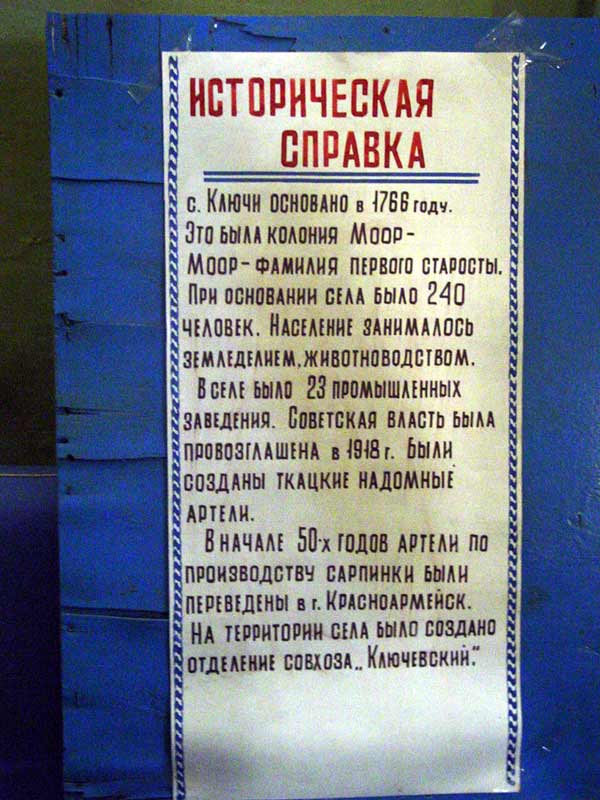 ИСТОРИЧЕСКАЯ
СПРАВКА
с. Ключи основано в 1766 году.
Это была колония Моор-
Моор-фамилия первого старосты.
При основании села было 240
человек. Население занималось
земледелием, животноводством.
В селе было 23 промышленных
заведения. Советская власть была
провозглашена в 1918 г. Были
созданы ткацкие надомные
артели.
В начале 50-х годов артели по
производству сарпинки были
переведены в г. Красноармейск.
На территории села было создано
отделение совхоза „Ключевский."